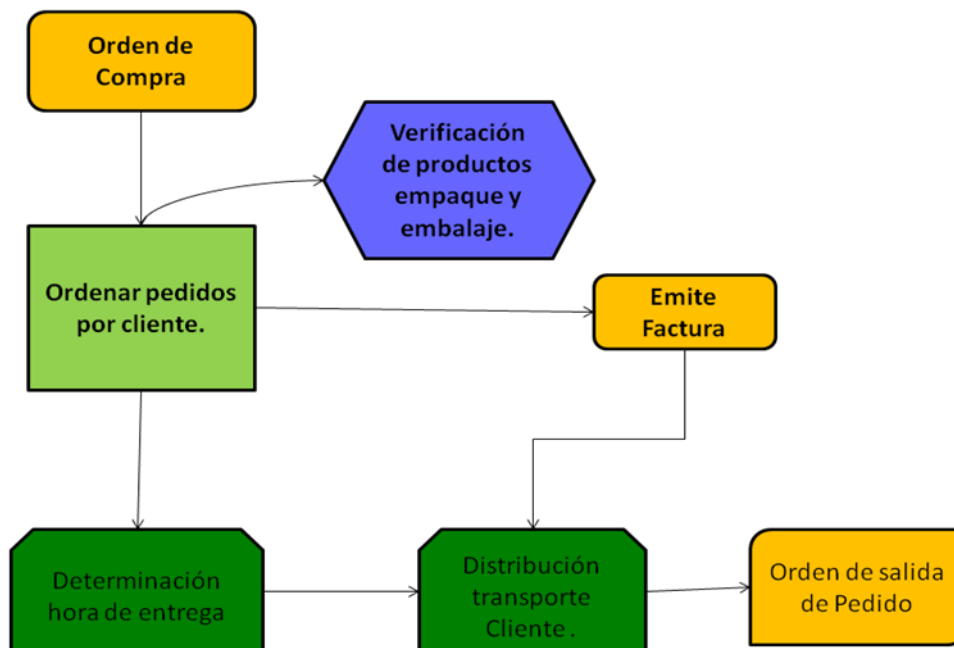 Orden de
Compra
Verificación
de productos
empaque y
embalaje.
Ordenar pedidos
por cliente.
Emite
Factura
Determinación
hora de entrega
Distribución
transporte
Cliente .
Orden de salida
de Pedido